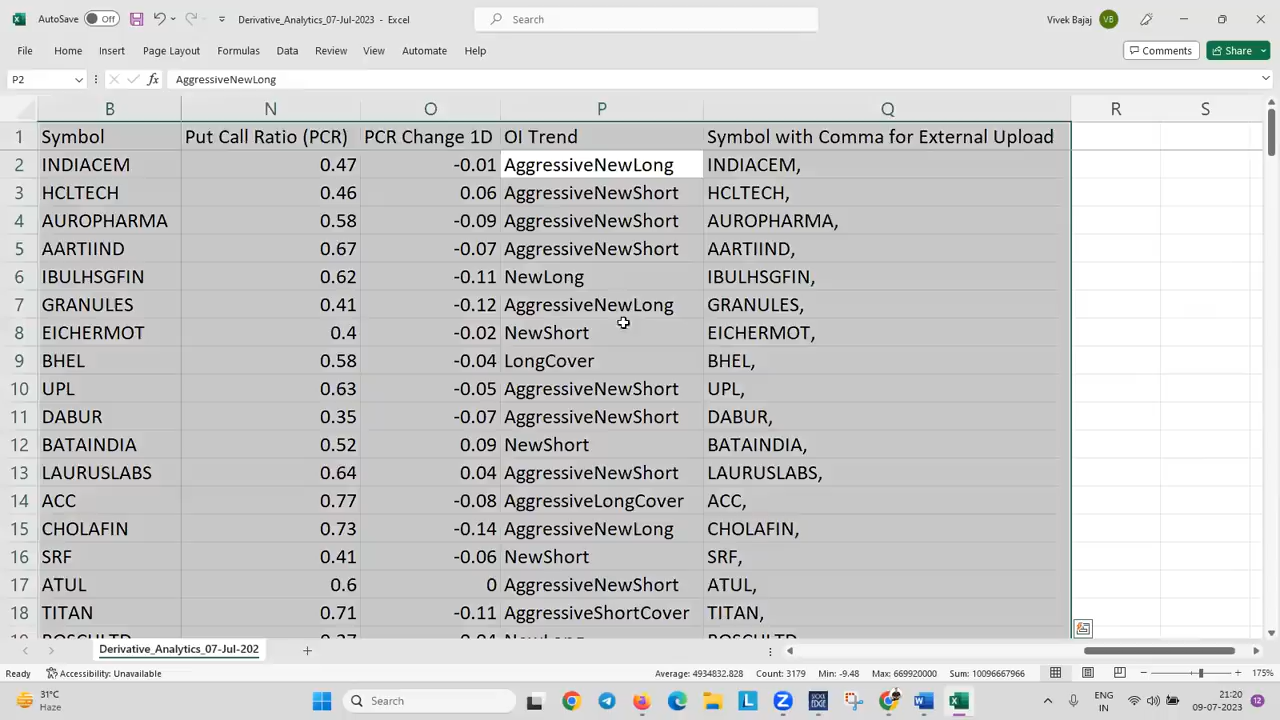 AutoSave Off Derivative_Analytics_07-Jul-2023 - Excel Search Vivek Bajaj VB
File Home Insert Page Layout Formulas Data Review View Automate Help Comments Share
P2 fx AggressiveNewLong
B N O P Q R S
1 Symbol Put Call Ratio (PCR) PCR Change 1D OI Trend Symbol with Comma for External Upload
2 INDIACEM 0.47 -0.01 AggressiveNewLong INDIACEM,
3 HCLTECH 0.46 0.06 AggressiveNewShort HCLTECH,
4 AUROPHARMA 0.58 -0.09 AggressiveNewShort AUROPHARMA,
5 AARTIIND 0.67 -0.07 AggressiveNewShort AARTIIND,
6 IBULHSGFIN 0.62 -0.11 NewLong IBULHSGFIN,
7 GRANULES 0.41 -0.12 AggressiveNewLong GRANULES,
8 EICHERMOT 0.4 -0.02 NewShort EICHERMOT,
9 BHEL 0.58 -0.04 LongCover BHEL,
10 UPL 0.63 -0.05 AggressiveNewShort UPL,
11 DABUR 0.35 -0.07 AggressiveNewShort DABUR,
12 BATAINDIA 0.52 0.09 NewShort BATAINDIA,
13 LAURUSLABS 0.64 0.04 AggressiveNewShort LAURUSLABS,
14 ACC 0.77 -0.08 AggressiveLongCover ACC,
15 CHOLAFIN 0.73 -0.14 AggressiveNewLong CHOLAFIN,
16 SRF 0.41 -0.06 NewShort SRF,
17 ATUL 0.6 0 AggressiveNewShort ATUL,
18 TITAN 0.71 -0.11 AggressiveShortCover TITAN,
Derivative_Analytics_07-Jul-202
Ready Accessibility: Unavailable Average: 4934832.828 Count: 3179 Min: -9.48 Max: 669920000 Sum: 10096667966 175%
31°C Search ENG 21:20
Haze IN 09-07-2023 12